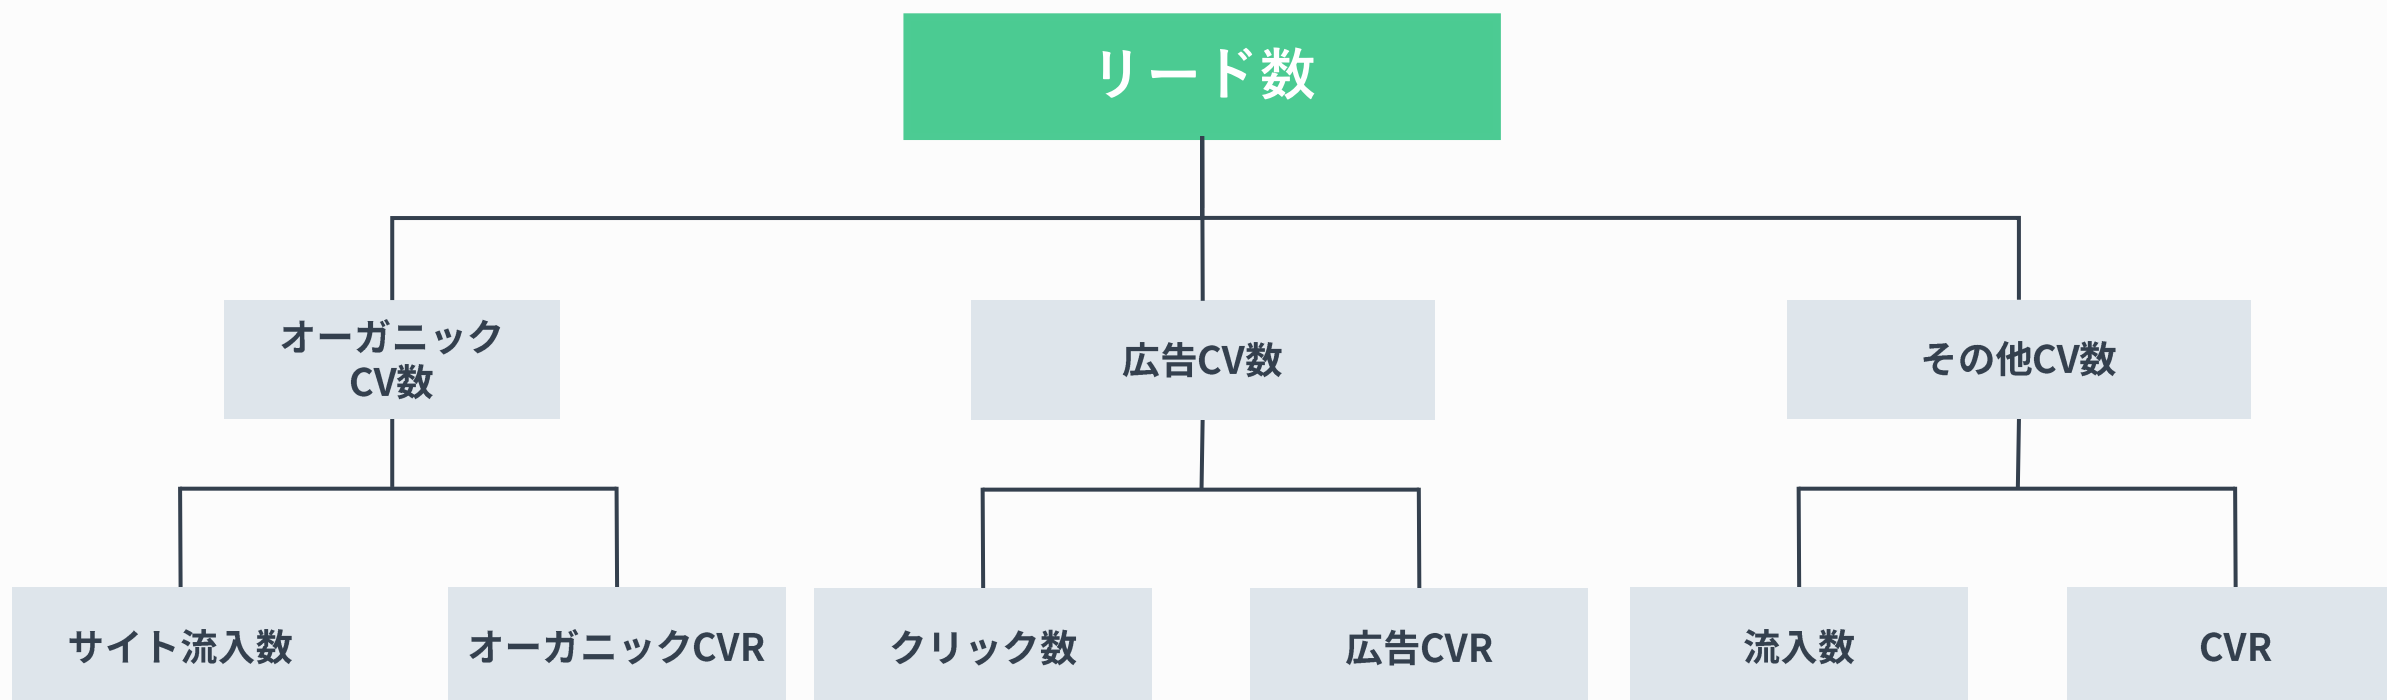 リード数
オーガニック
CV数
広告CV数
その他CV数
サイト流入数
オーガニックCVR
クリック数
広告CVR
流入数
CVR